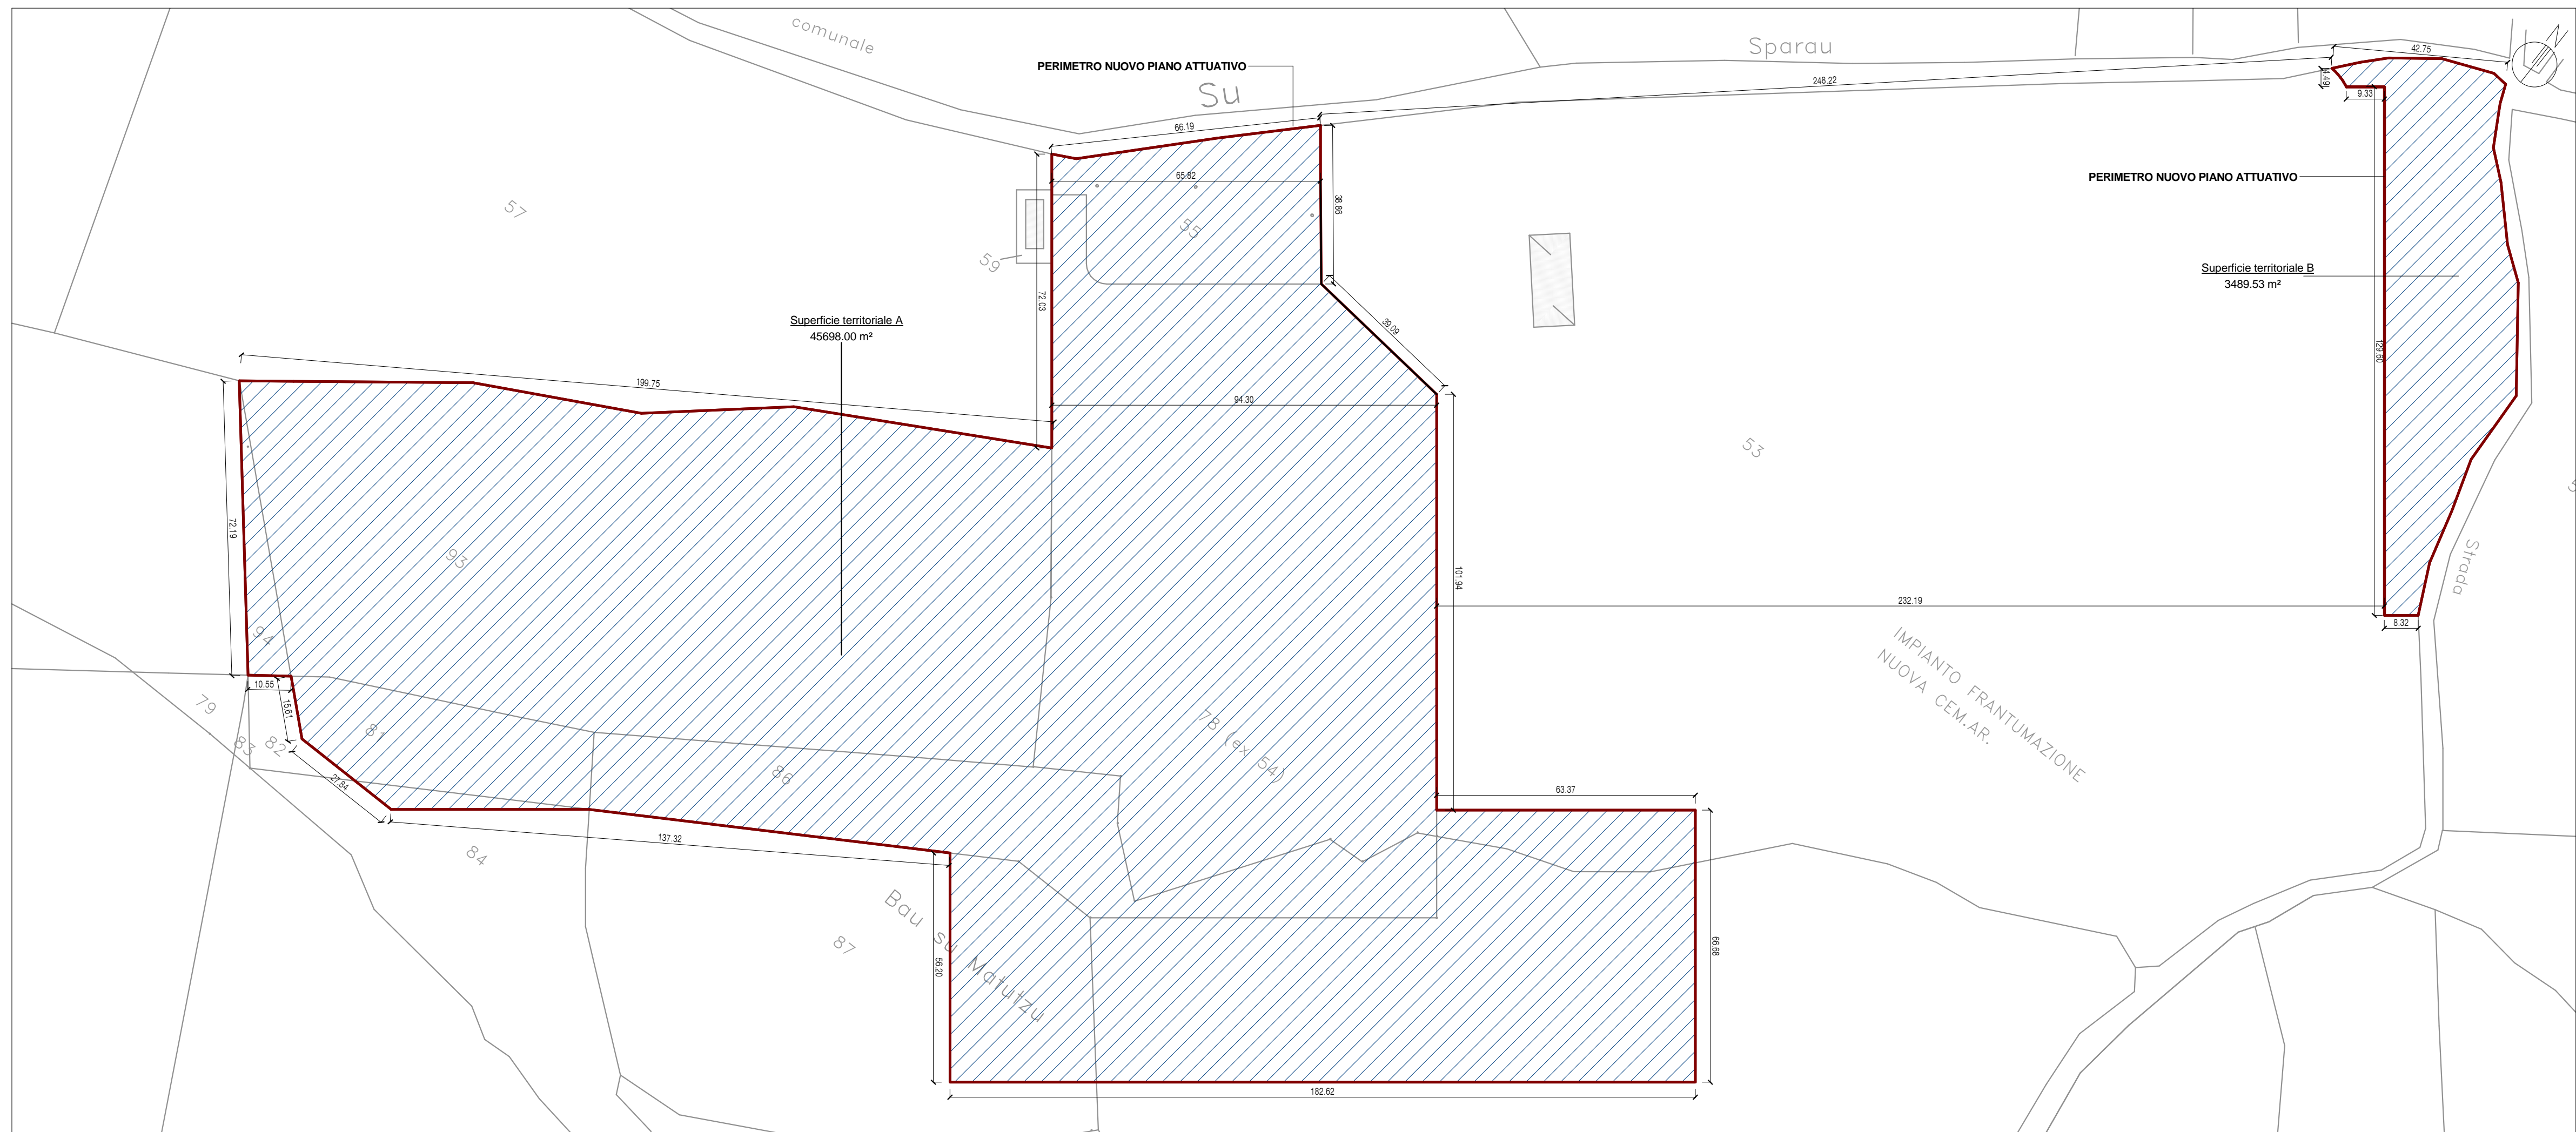 comunale
PERIMETRO NUOVO PIANO ATTUATIVO
Su
Sparau
42.75
248.22
4.49
9.33
66.19
65.82
38.86
PERIMETRO NUOVO PIANO ATTUATIVO
57
55
59
72.03
Superficie territoriale B
3489.53 m²
Superficie territoriale A
45698.00 m²
39.09
129.60
199.75
94.30
53
72.19
93
101.94
Strada
232.19
8.32
94
IMPIANTO FRANTUMAZIONE
NUOVA CEM.AR.
10.55
15.61
79
81
83
82
78 (ex 54)
86
27.84
63.37
137.32
84
Bau su Matutzu
87
56.20
66.68
182.62
N